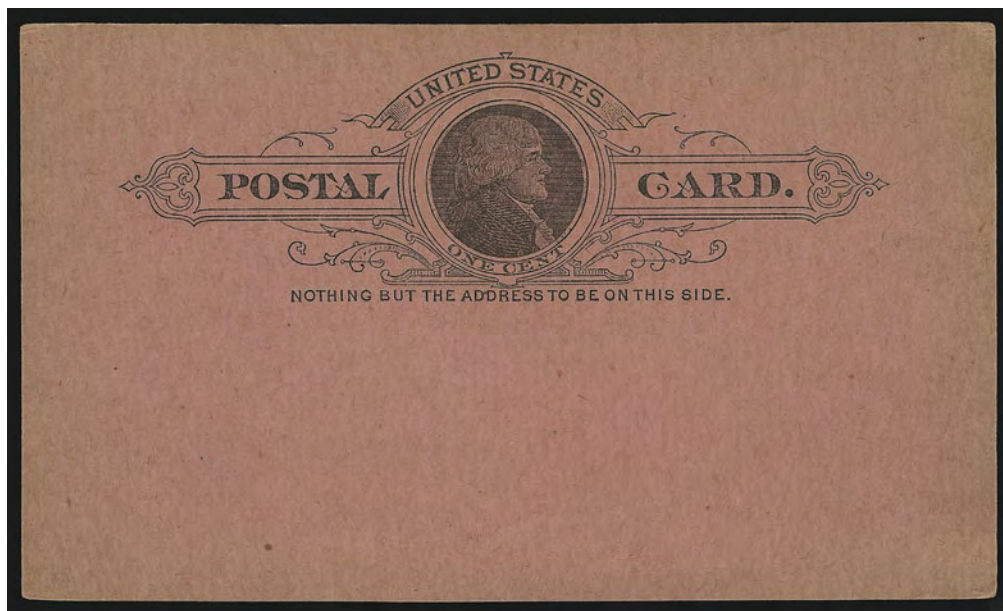 UNITED STATES
POSTAL CARD.
ONE CENT
NOTHING BUT THE ADDRESS TO BE ON THIS SIDE.